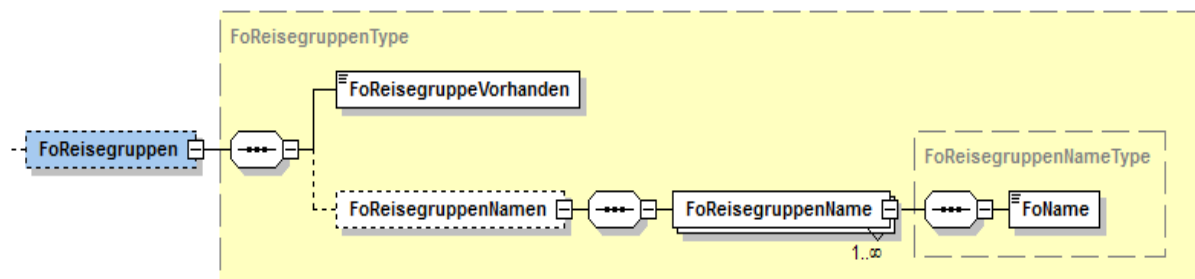 FoReisegruppenType
FoReisegruppeVorhanden
FoReisegruppen
FoReisegruppenNameType
FoReisegruppenNamen
FoReisegruppenName
FoName
1..∞